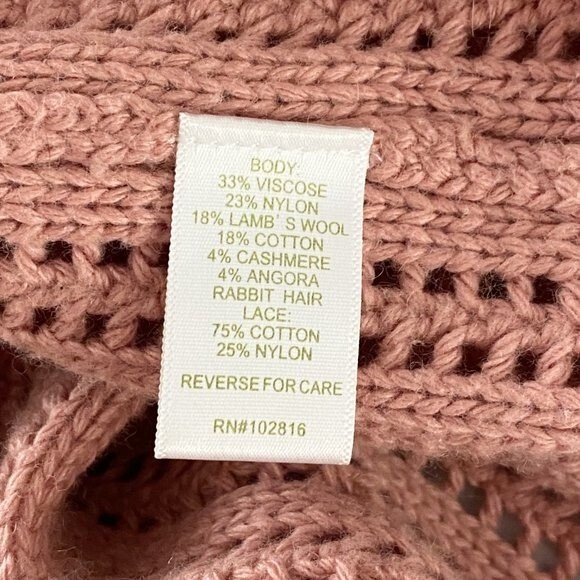 BODY:
33% VISCOSE
23% NYLON
18% LAMB' S WOOL
18% COTTON
4% CASHMERE
4% ANGORA
RABBIT HAIR
LACE:
75% COTTON
25% NYLON
REVERSE FOR CARE
RN#102816